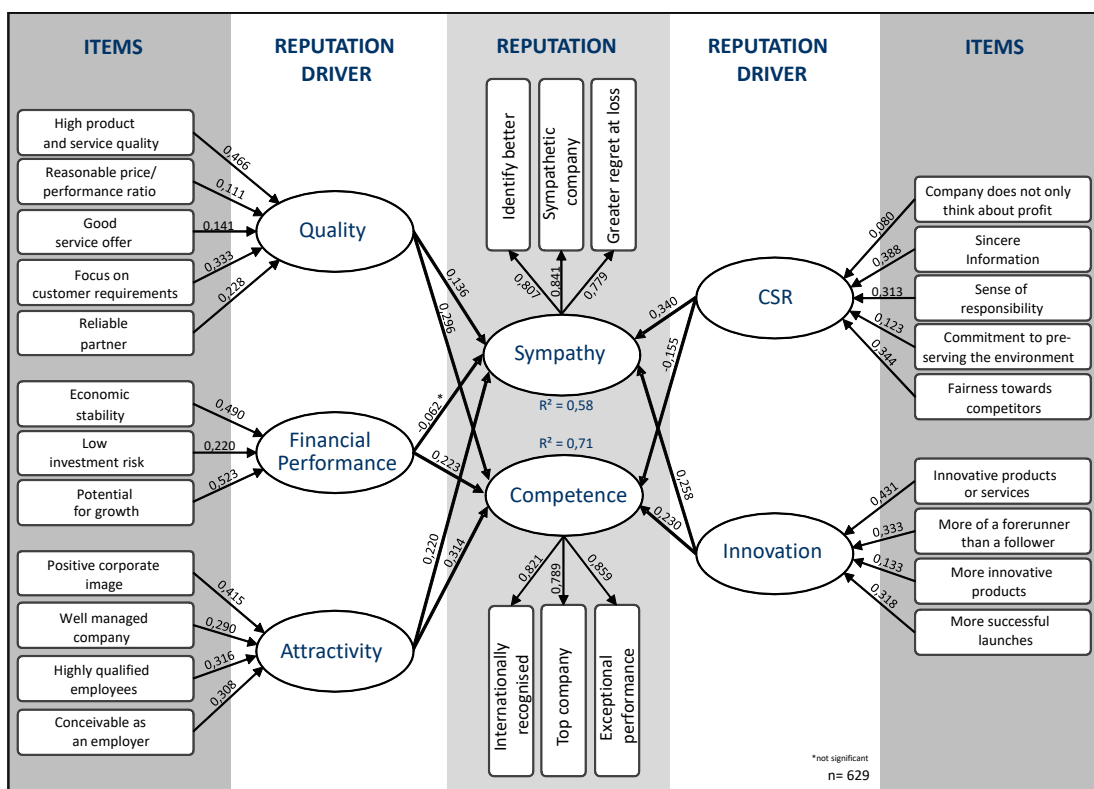 ITEMS
REPUTATION
DRIVER
REPUTATION
REPUTATION
DRIVER
ITEMS
High product
and service quality
Reasonable price/
performance ratio
Good
service offer
Focus on
customer requirements
Reliable
partner
0,466
0,111
0,141
0,333
0,228
Quality
Economic
stability
Low
investment risk
Potential
for growth
0,490
0,220
0,523
Financial
Performance
Positive corporate
image
Well managed
company
Highly qualified
employees
Conceivable as
an employer
0,415
0,290
0,316
0,308
Attractivity
0,136
0,296
-0,062 *
0,223
0,220
0,314
Identify better
Sympathetic
company
Greater regret at loss
0,807
0,841
0,779
Sympathy
R² = 0,58
R² = 0,71
Competence
0,821
0,789
0,859
Internationally
recognised
Top company
Exceptional
performance
0,340
-0,155
0,258
0,230
CSR
0,080
0,388
0,313
0,123
0,344
Company does not only
think about profit
Sincere
Information
Sense of
responsibility
Commitment to pre-
serving the environment
Fairness towards
competitors
Innovation
0,431
0,333
0,133
0,318
Innovative products
or services
More of a forerunner
than a follower
More innovative
products
More successful
launches
*not significant
n= 629